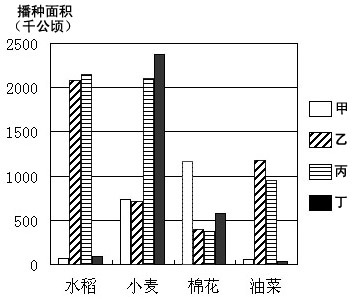 播种面积
（千公顷）
2500
2000
1500
1000
500
0
水稻 小麦 棉花 油菜
甲
乙
丙
丁